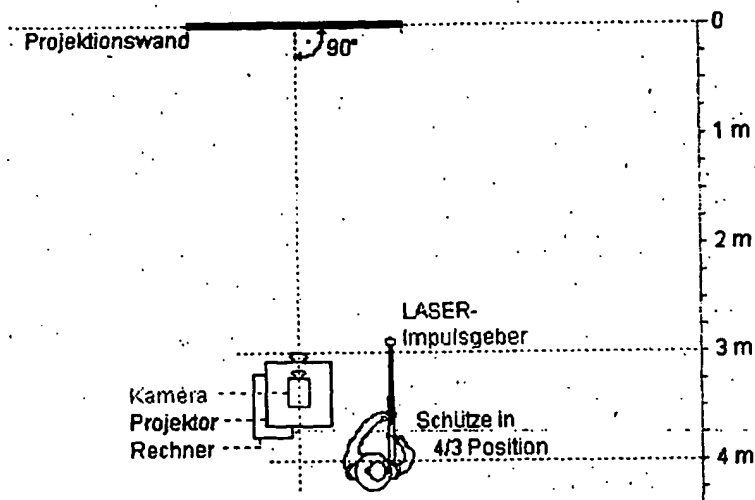 0
Projektionswand
90°
1 m
2 m
LASER-
Impulsgeber
3 m
Kamera
Projektor
Rechner
Schütze in
4/3 Position
4 m